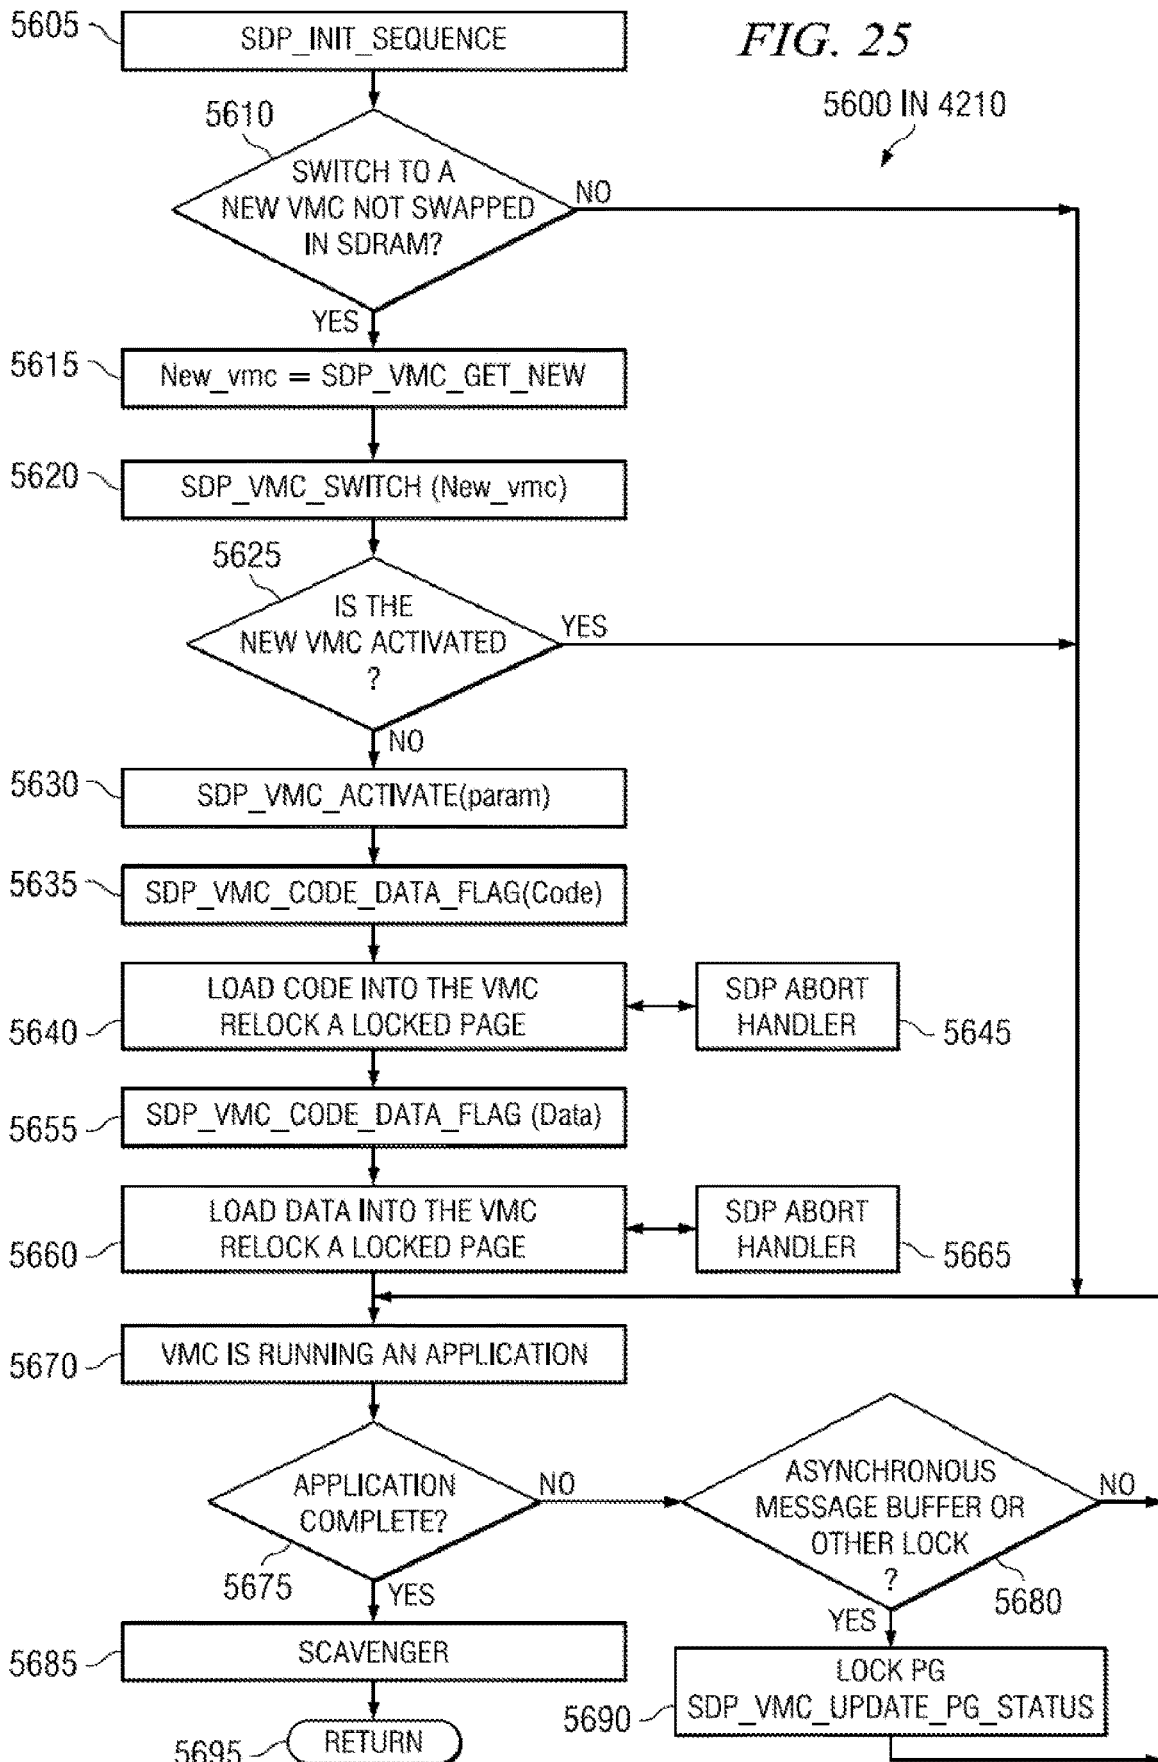 5605
SDP_INIT_SEQUENCE
FIG. 25
5600 IN 4210
5610
SWITCH TO A
NEW VMC NOT SWAPPED
IN SDRAM?
NO
YES
5615
New_vmc = SDP_VMC_GET_NEW
5620
SDP_VMC_SWITCH (New_vmc)
5625
IS THE
NEW VMC ACTIVATED
?
YES
NO
5630
SDP_VMC_ACTIVATE(param)
5635
SDP_VMC_CODE_DATA_FLAG(Code)
5640
LOAD CODE INTO THE VMC
RELOCK A LOCKED PAGE
SDP ABORT
HANDLER
5645
5655
SDP_VMC_CODE_DATA_FLAG (Data)
5660
LOAD DATA INTO THE VMC
RELOCK A LOCKED PAGE
SDP ABORT
HANDLER
5665
5670
VMC IS RUNNING AN APPLICATION
APPLICATION
COMPLETE?
5675
NO
YES
ASYNCHRONOUS
MESSAGE BUFFER OR
OTHER LOCK
?
5680
NO
YES
5685
SCAVENGER
5690
LOCK PG
SDP_VMC_UPDATE_PG_STATUS
5695
RETURN